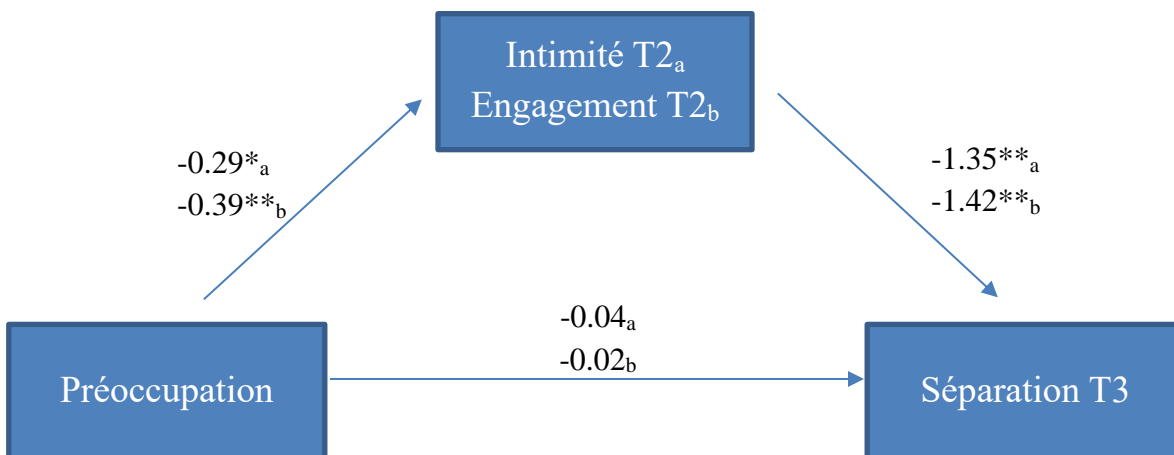 Intimité T2a
Engagement T2b
-0.29*a
-0.39**b
-1.35**a
-1.42**b
-0.04a
-0.02b
Préoccupation
Séparation T3